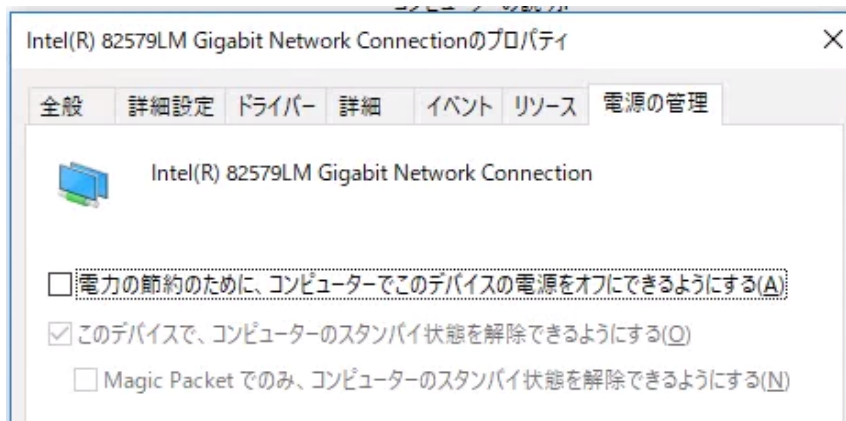 Intel(R) 82579LM Gigabit Network Connectionのプロパティ
全般 詳細設定 ドライバー 詳細 イベント リソース 電源の管理
Intel(R) 82579LM Gigabit Network Connection
電力の節約のために、コンピューターでこのデバイスの電源をオフにできるようにする(A)
このデバイスで、コンピューターのスタンバイ状態を解除できるようにする(O)
Magic Packet でのみ、コンピューターのスタンバイ状態を解除できるようにする(N)